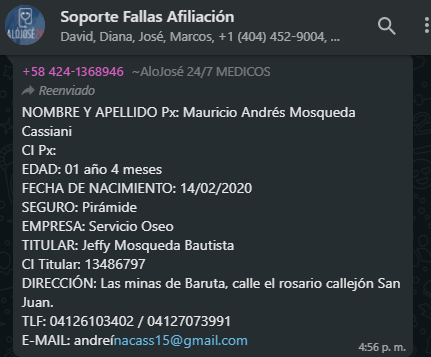 Soporte Fallas Afiliación
David, Diana, José, Marcos, +1 (404) 452-9004, ...
ALOJOSÉ
+58 424-1368946 ~AloJosé 24/7 MEDICOS
Reenviado
NOMBRE Y APELLIDO Px: Mauricio Andrés Mosqueda
Cassiani
CI Px:
EDAD: 01 año 4 meses
FECHA DE NACIMIENTO: 14/02/2020
SEGURO: Pirámide
EMPRESA: Servicio Oseo
TITULAR: Jeffy Mosqueda Bautista
CI Titular: 13486797
DIRECCIÓN: Las minas de Baruta, calle el rosario callejón San
Juan.
TLF: 04126103402 / 04127073991
E-MAIL: andreínacass15@gmail.com
4:56 p. m.